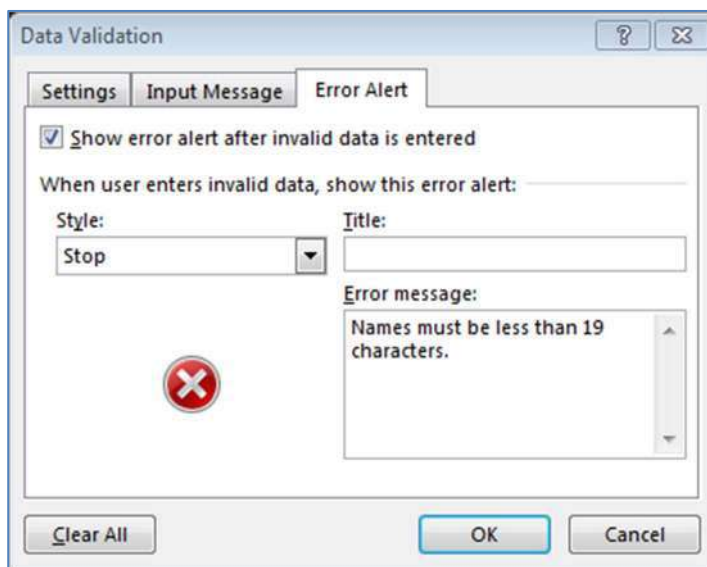 Data Validation
Settings Input Message Error Alert
Show error alert after invalid data is entered
When user enters invalid data, show this error alert:
Style: Title:
Stop
Error message:
Names must be less than 19
characters.
Clear All OK Cancel